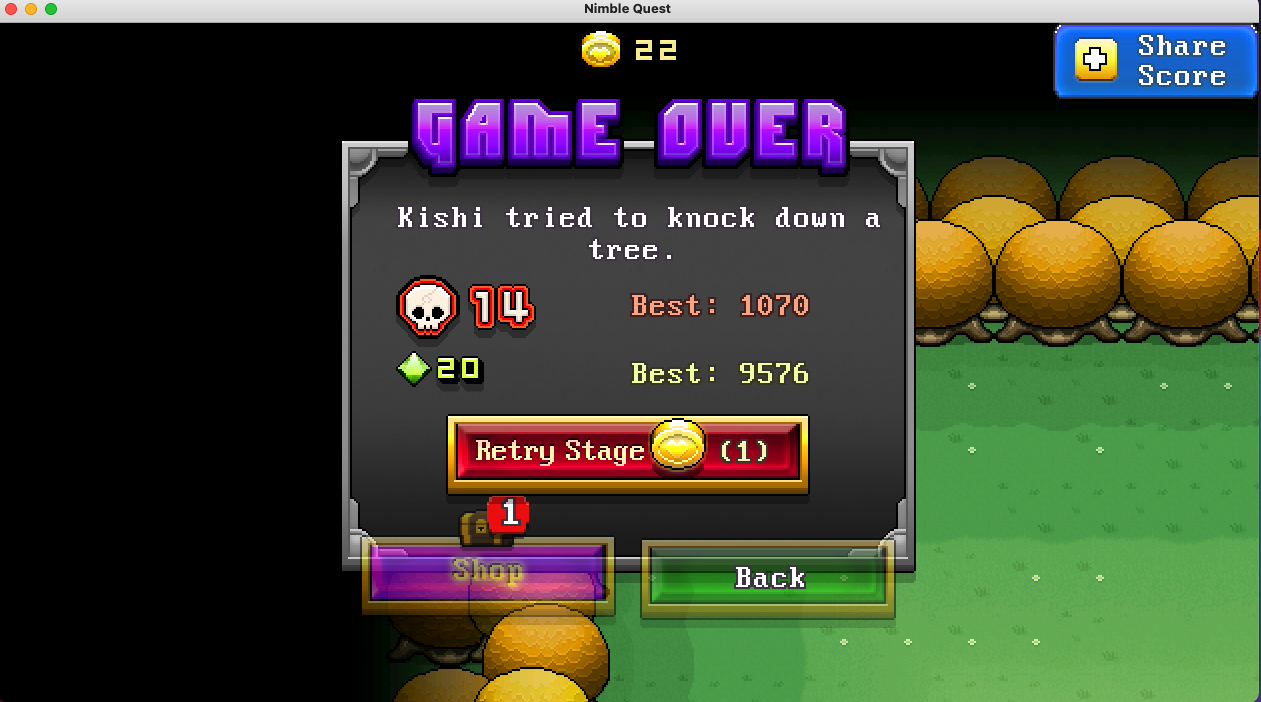 Nimble Quest
22
Share
Score
GAME OVER
Kishi tried to knock down a
tree.
14
Best: 1070
20
Best: 9576
Retry Stage (1)
1
Shop
Back